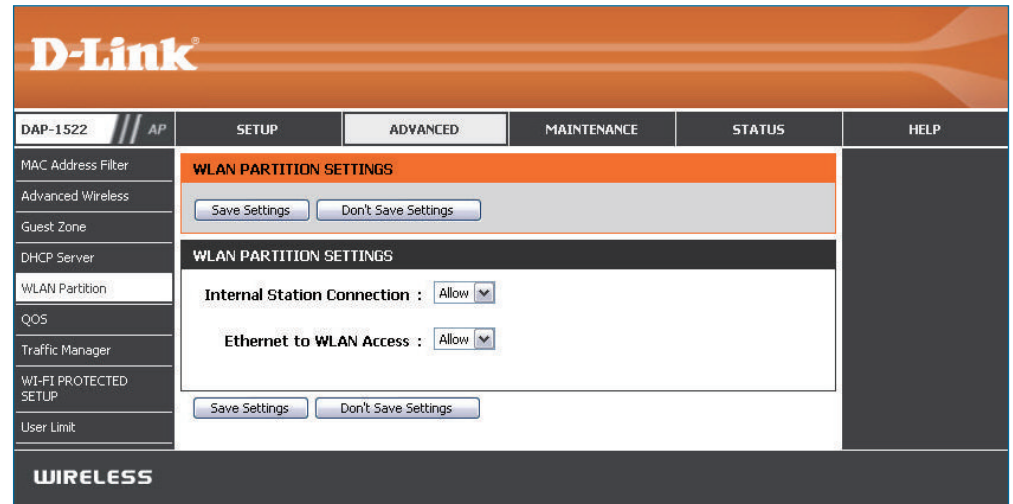 D-Link®
DAP-1522 /// AP
SETUP
ADVANCED
MAINTENANCE
STATUS
HELP
MAC Address Filter
Advanced Wireless
Guest Zone
DHCP Server
WLAN Partition
QOS
Traffic Manager
WI-FI PROTECTED
SETUP
User Limit
WLAN PARTITION SETTINGS
Save Settings
Don't Save Settings
WLAN PARTITION SETTINGS
Internal Station Connection : Allow
Ethernet to WLAN Access : Allow
Save Settings
Don't Save Settings
WIRELESS